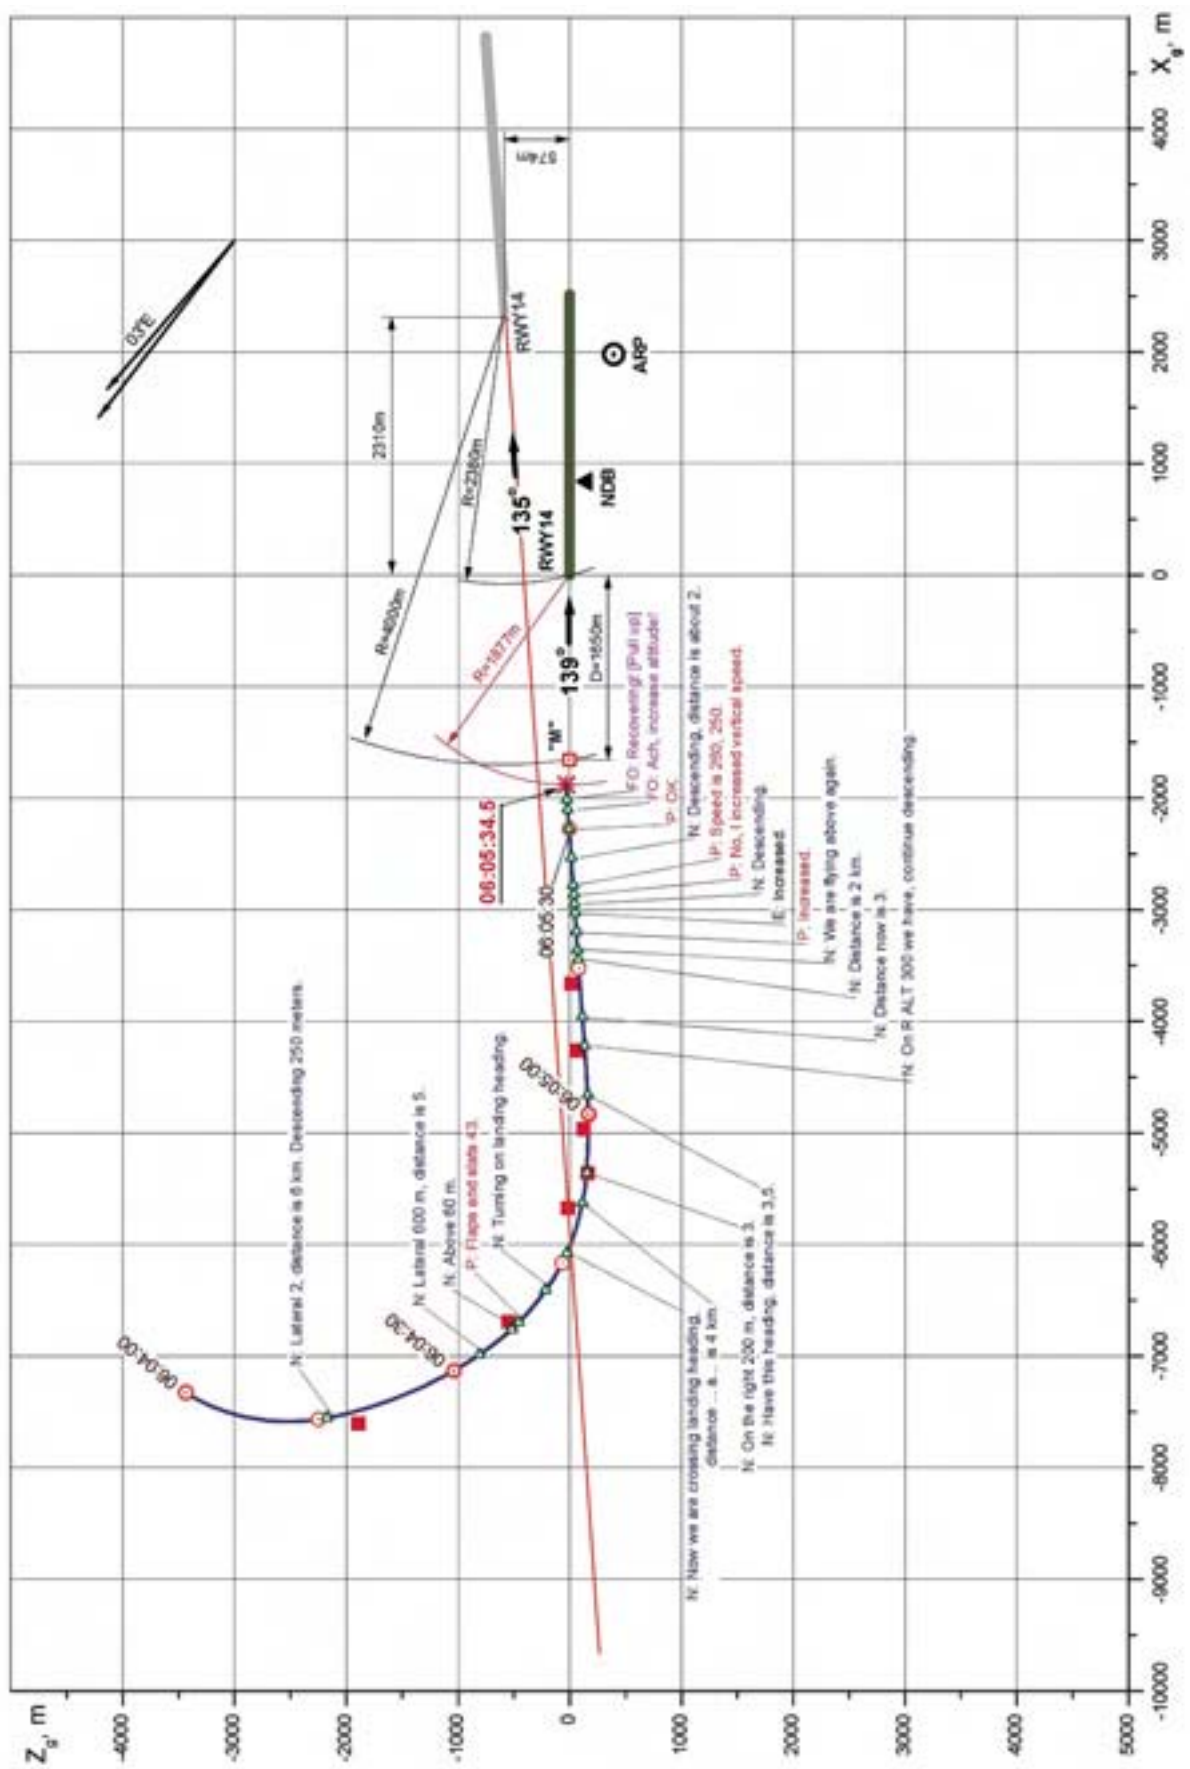 Zg, m
-4000
-3000
-2000
-1000
0
1000
2000
3000
4000
5000
-10000
-9000
-8000
-7000
-6000
-5000
-4000
-3000
-2000
-1000
0
1000
2000
3000
4000
Xg, m
03'E
574m
2310m
R=2380m
R=4000m
R=1877m
RWY14
135°
RWY14
139°
D=1650m
"M"
NDB
ARP
06:04:00
06:04:30
06:05:00
06:05:30
06:05:34.5
N: Lateral 2, distance is 6 km. Descending 250 meters.
N: Lateral 600 m, distance is 5.
N: Above 60 m.
P: Flaps and slats 43.
N: Turning on landing heading.
N: Now we are crossing landing heading,
distance ... a... is 4 km.
N: On the right 200 m, distance is 3.
N: Have this heading, distance is 3,5.
N: On R ALT 300 we have, continue descending.
N: Distance now is 3.
N: Distance is 2 km.
N: We are flying above again.
P: Increased.
E: Increased.
N: Descending.
P: No, I increased vertical speed.
P: Speed is 280, 250.
N: Descending, distance is about 2.
P: OK.
FO: Ach, increase altitude!
FO: Recovering! [Pull up]